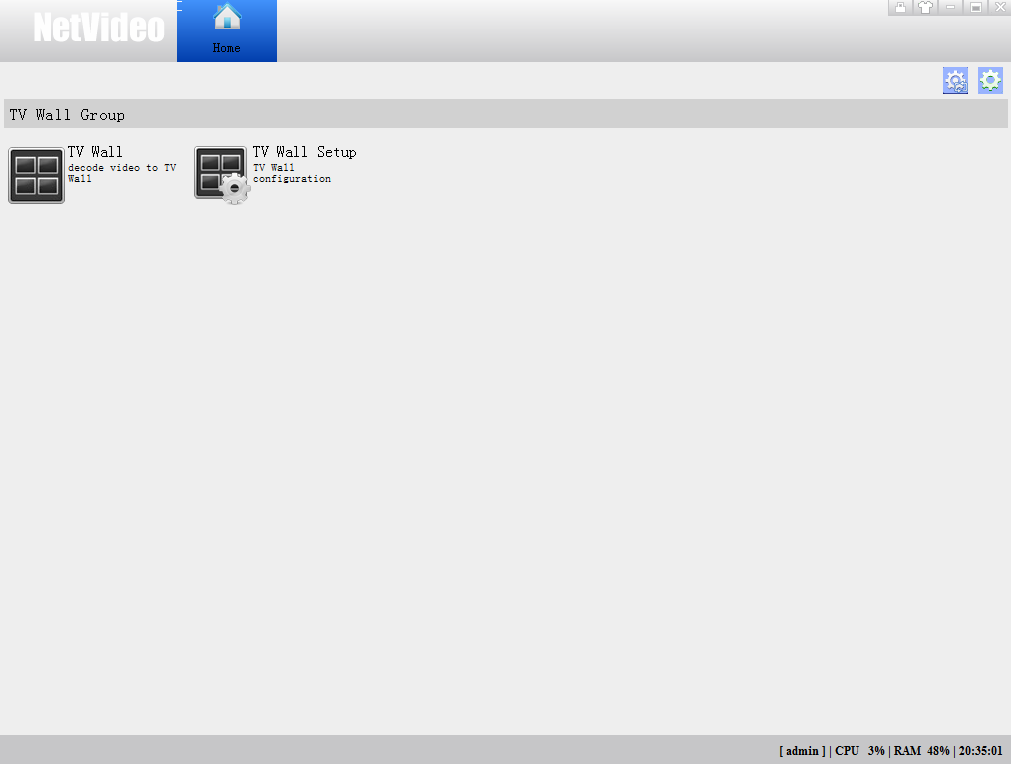 NetVideo
Home
TV Wall Group
TV Wall
decode video to TV
Wall
TV Wall Setup
TV Wall
configuration
[ admin ] | CPU 3% | RAM 48% | 20:35:01